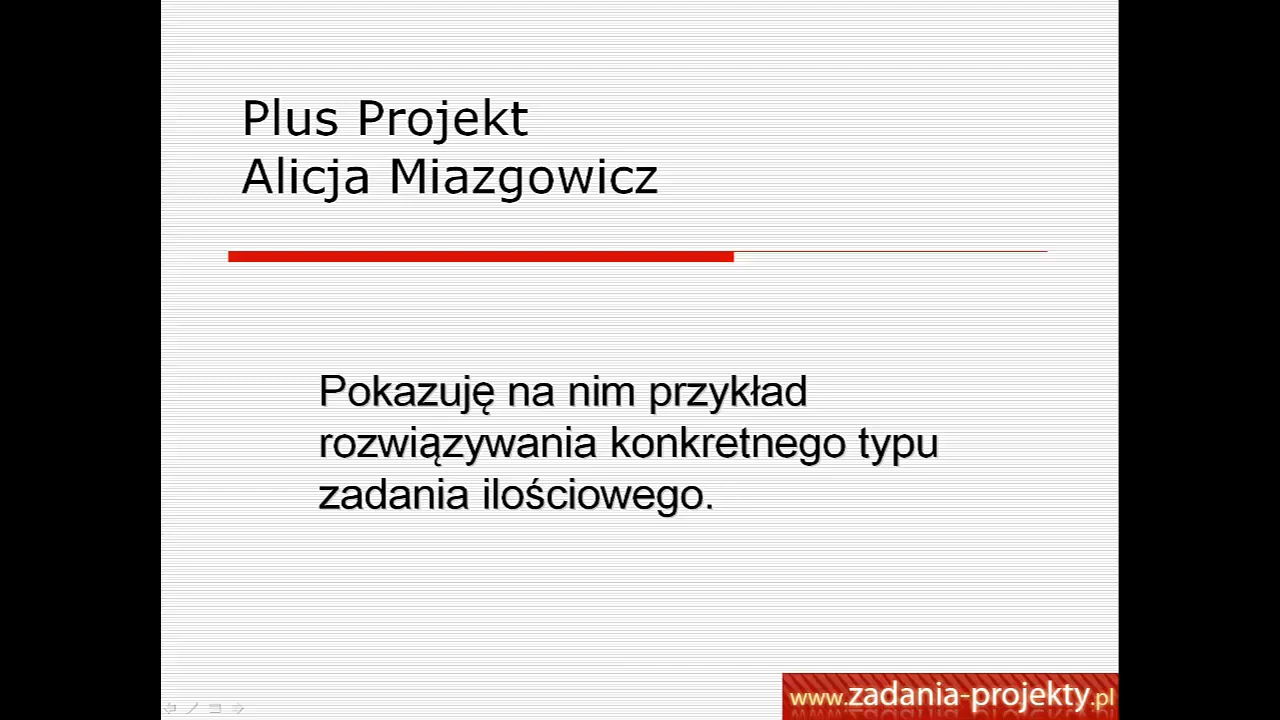 Plus Projekt
Alicja Miazgowicz
Pokazuję na nim przykład
rozwiązywania konkretnego typu
zadania ilościowego.
www.zadania-projekty.pl